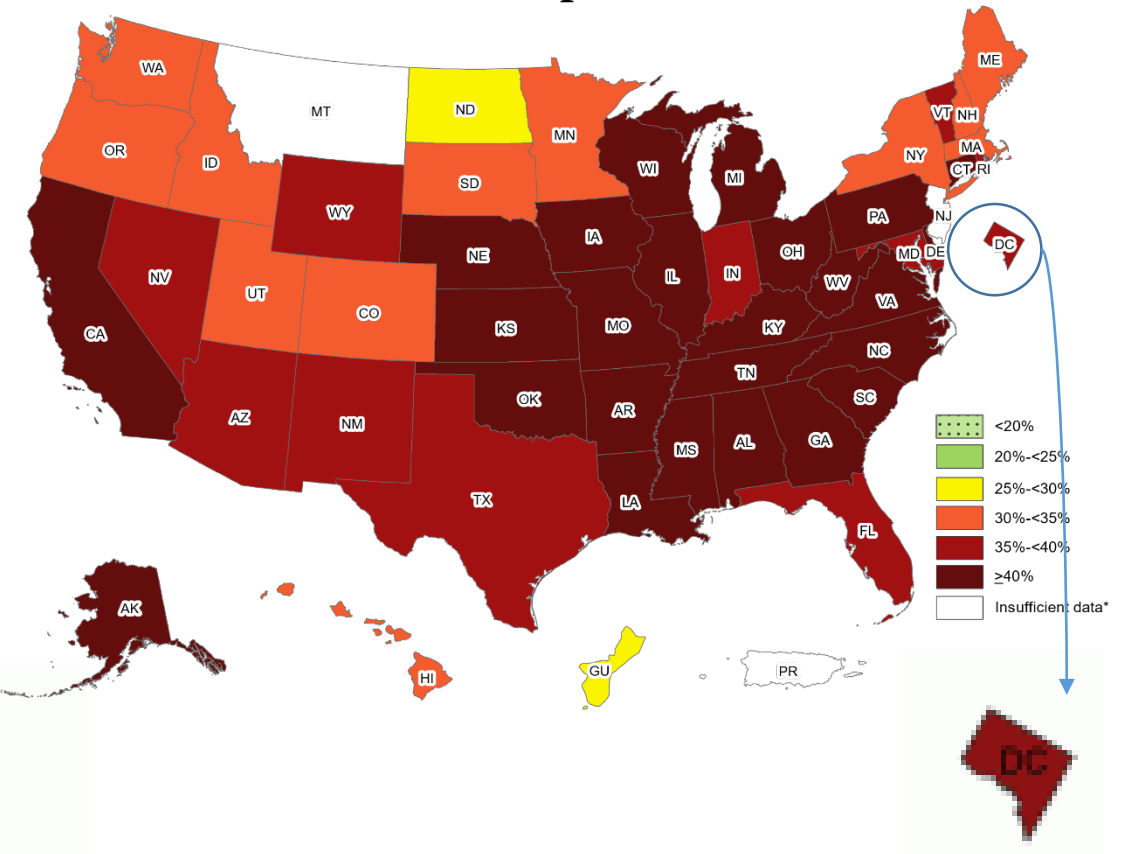 WA
MT
ND
MN
ME
VT
NH
OR
ID
SD
WI
NY
MA
CT
RI
WY
MI
PA
NJ
NE
IA
OH
MD
DE
DC
NV
UT
CO
IL
IN
WV
VA
CA
KS
MO
KY
NC
TN
AZ
NM
OK
AR
SC
MS
AL
GA
TX
LA
FL
<20%
20%-<25%
25%-<30%
30%-<35%
35%-<40%
≥40%
Insufficient data*
AK
HI
GU
PR
DC